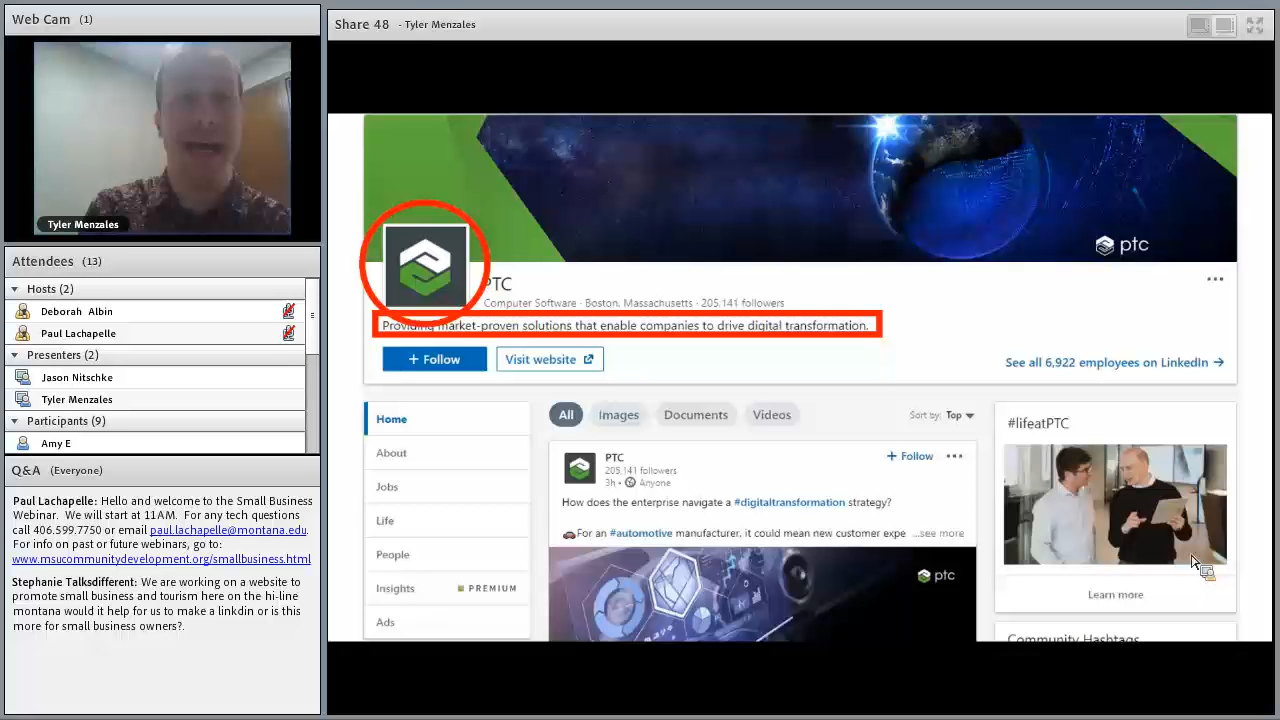 Web Cam (1)
Tyler Menzales
Attendees (13)
Hosts (2)
Deborah Albin
Paul Lachapelle
Presenters (2)
Jason Nitschke
Tyler Menzales
Participants (9)
Amy E
Q&A (Everyone)
Paul Lachapelle: Hello and welcome to the Small Business
Webinar. We will start at 11AM. For any tech questions
call 406.599.7750 or email paul.lachapelle@montana.edu.
For info on past or future webinars, go to:
www.msucommunitydevelopment.org/smallbusiness.html
Stephanie Talksdifferent: We are working on a website to
promote small business and tourism here on the hi-line
montana would it help for us to make a linkdin or is this
more for small business owners?.
Share 48 - Tyler Menzales
ptc
PTC
Computer Software · Boston, Massachusetts · 205,141 followers
Providing market-proven solutions that enable companies to drive digital transformation.
+ Follow
Visit website
See all 6,922 employees on LinkedIn →
Home
About
Jobs
Life
People
Insights PREMIUM
Ads
All Images Documents Videos
Sort by: Top
PTC
205,141 followers
3h • Anyone
+ Follow •••
How does the enterprise navigate a #digitaltransformation strategy?
For an #automotive manufacturer, it could mean new customer expe ...see more
ptc
#lifeatPTC
Learn more
Community Hashtags